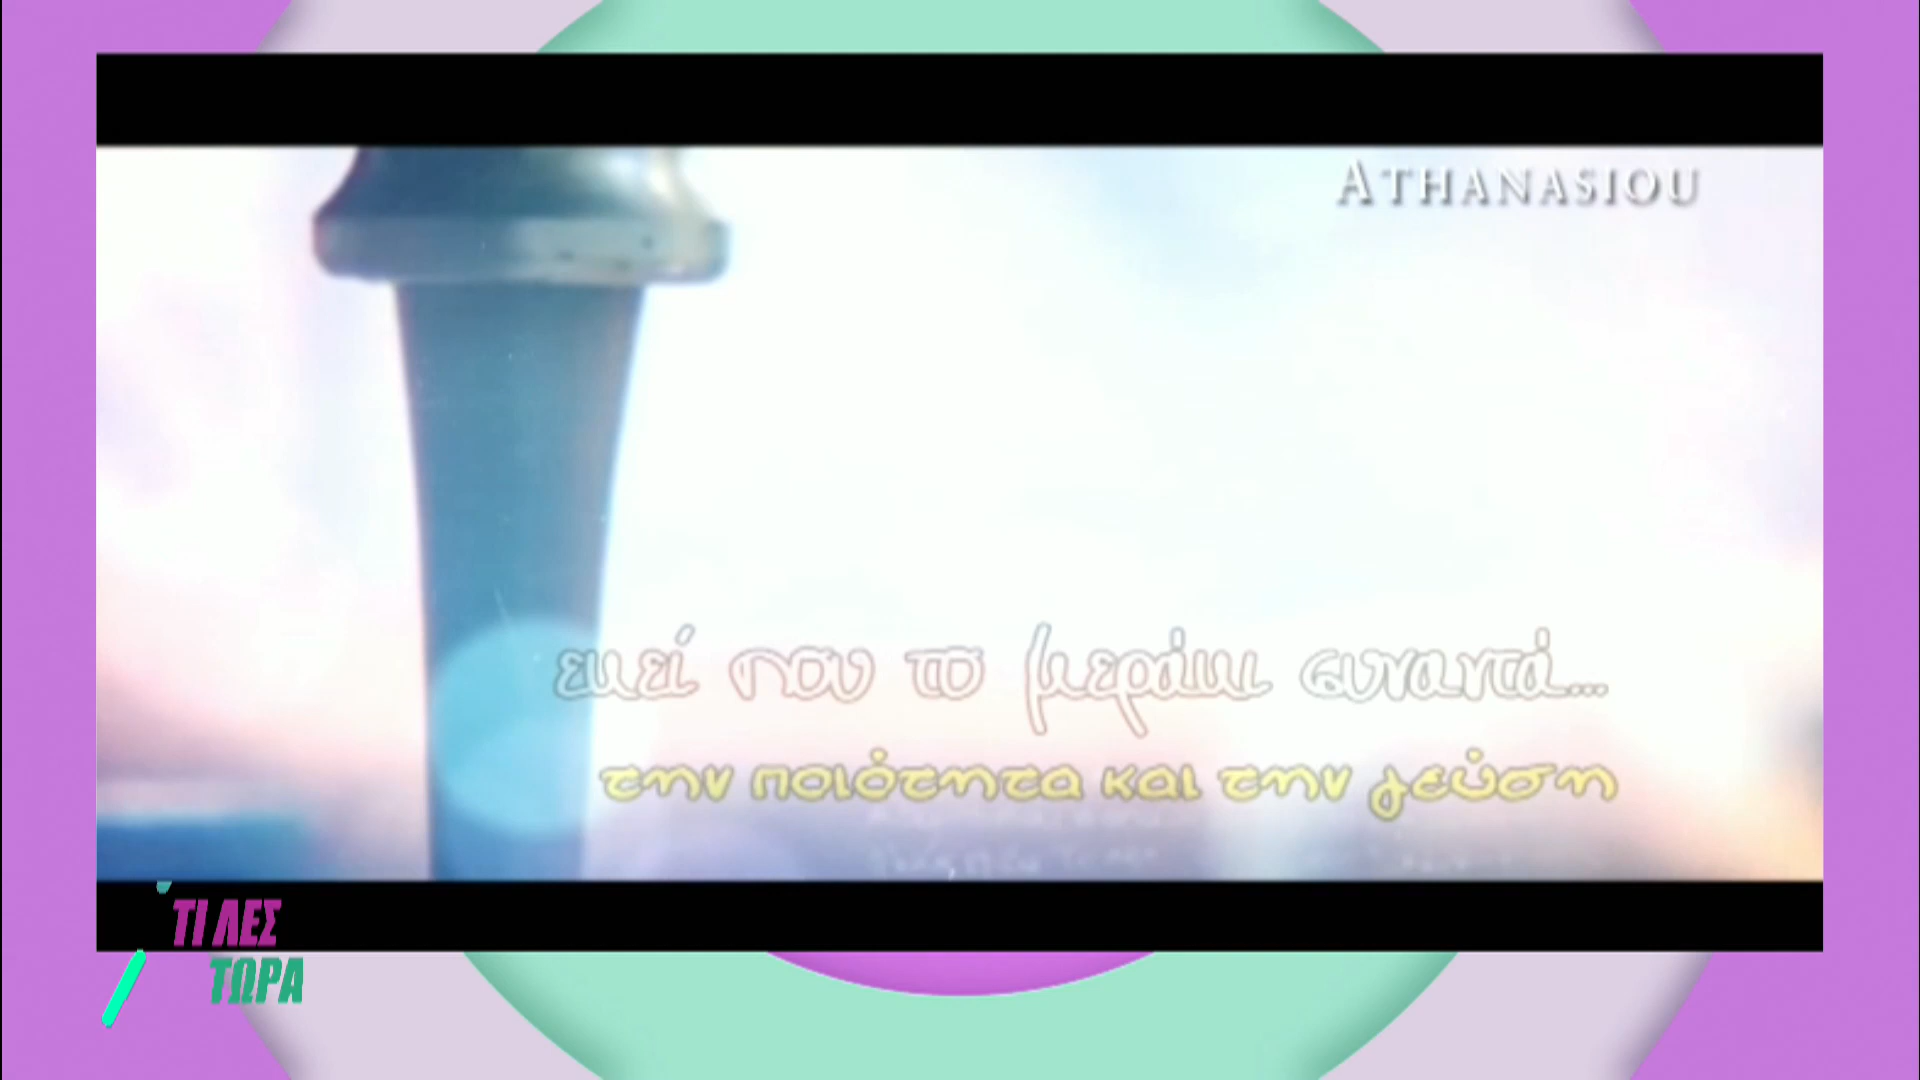 ATHANASIOU
εκεί που το μεράκι συναντά...
την ποιότητα και την γεύση
ΤΙ ΛΕΣ
ΤΩΡΑ